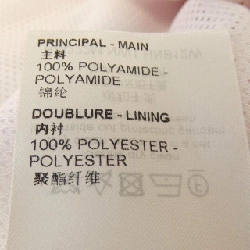 PRINCIPAL - MAIN
主料
100% POLYAMIDE -
POLYAMIDE
锦纶
DOUBLURE - LINING
内衬
100% POLYESTER -
POLYESTER
聚酯纤维